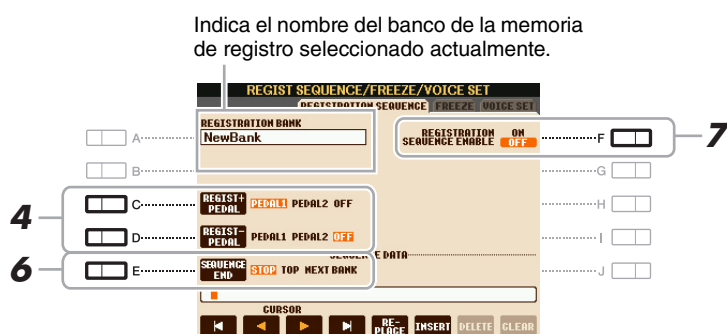 Indica el nombre del banco de la memoria
de registro seleccionado actualmente.
REGIST SEQUENCE/FREEZE/VOICE SET
REGISTRATION SEQUENCE FREEZE VOICE SET
REGISTRATION BANK
NewBank
REGISTRATION SEQUENCE ENABLE ON OFF
A
B
C
D
E
F
G
H
I
J
4
6
7
REGIST+ PEDAL PEDAL1 PEDAL2 OFF
REGIST- PEDAL PEDAL1 PEDAL2 OFF
E DATA
SEQUENCE END STOP TOP NEXT BANK
CURSOR
RE-PLACE INSERT DELETE CLEAR